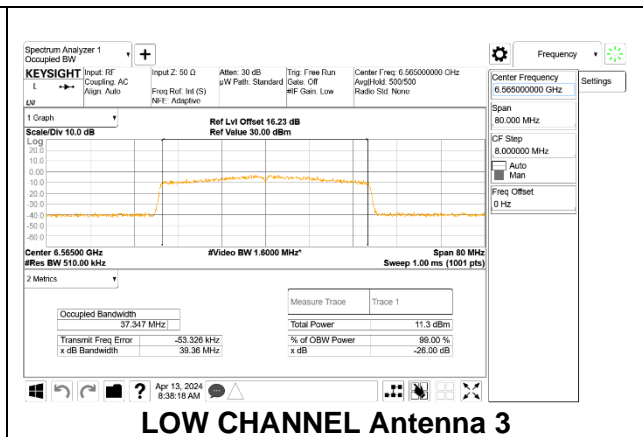 Spectrum Analyzer 1
Occupied BW
Frequency
KEYSIGHT
Input: RF
Coupling: AC
Align: Auto
Input Z: 50 Ω
Freq Ref: Int (S)
NFE: Adaptive
Atten: 30 dB
µW Path: Standard
Trig: Free Run
Gate: Off
#IF Gain: Low
Center Freq: 6.565000000 GHz
Avg|Hold: 500/500
Radio Std: None
Center Frequency
6.565000000 GHz
Settings
Span
80.000 MHz
CF Step
8.000000 MHz
Auto
Man
Freq Offset
0 Hz
1 Graph
Scale/Div 10.0 dB
Ref Lvl Offset 16.23 dB
Ref Value 30.00 dBm
Log
20.0
10.0
0.00
-10.0
-20.0
-30.0
-40.0
-50.0
-60.0
Center 6.56500 GHz
#Video BW 1.6000 MHz*
Span 80 MHz
#Res BW 510.00 kHz
Sweep 1.00 ms (1001 pts)
2 Metrics
Measure Trace
Trace 1
Occupied Bandwidth
37.347 MHz
Total Power
11.3 dBm
Transmit Freq Error
-53.326 kHz
% of OBW Power
99.00 %
x dB Bandwidth
39.36 MHz
x dB
-26.00 dB
Apr 13, 2024
8:38:18 AM
LOW CHANNEL Antenna 3